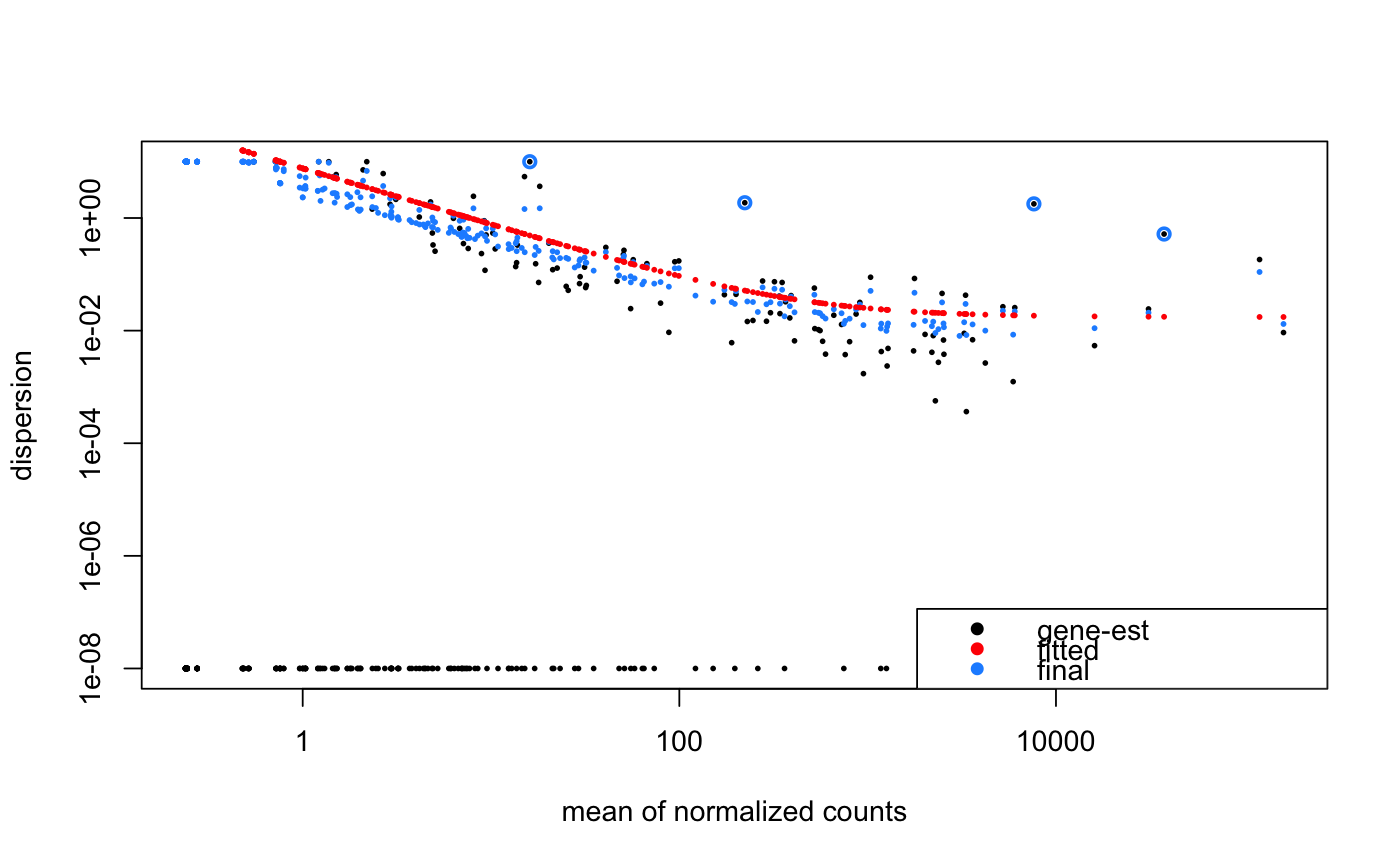 dispersion
1e+00
1e-02
1e-04
1e-06
1e-08
gene-est
fitted
final
1
100
10000
mean of normalized counts